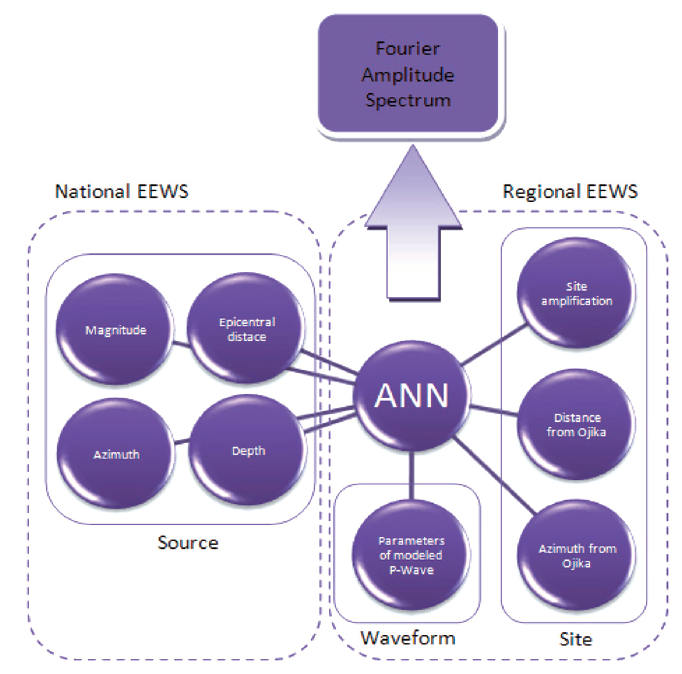 Fourier
Amplitude
Spectrum
National EEWS
Regional EEWS
Magnitude
Epicentral
distace
Azimuth
Depth
Source
ANN
Parameters
of modeled
P-Wave
Waveform
Site
amplification
Distance
from Ojika
Azimuth from
Ojika
Site